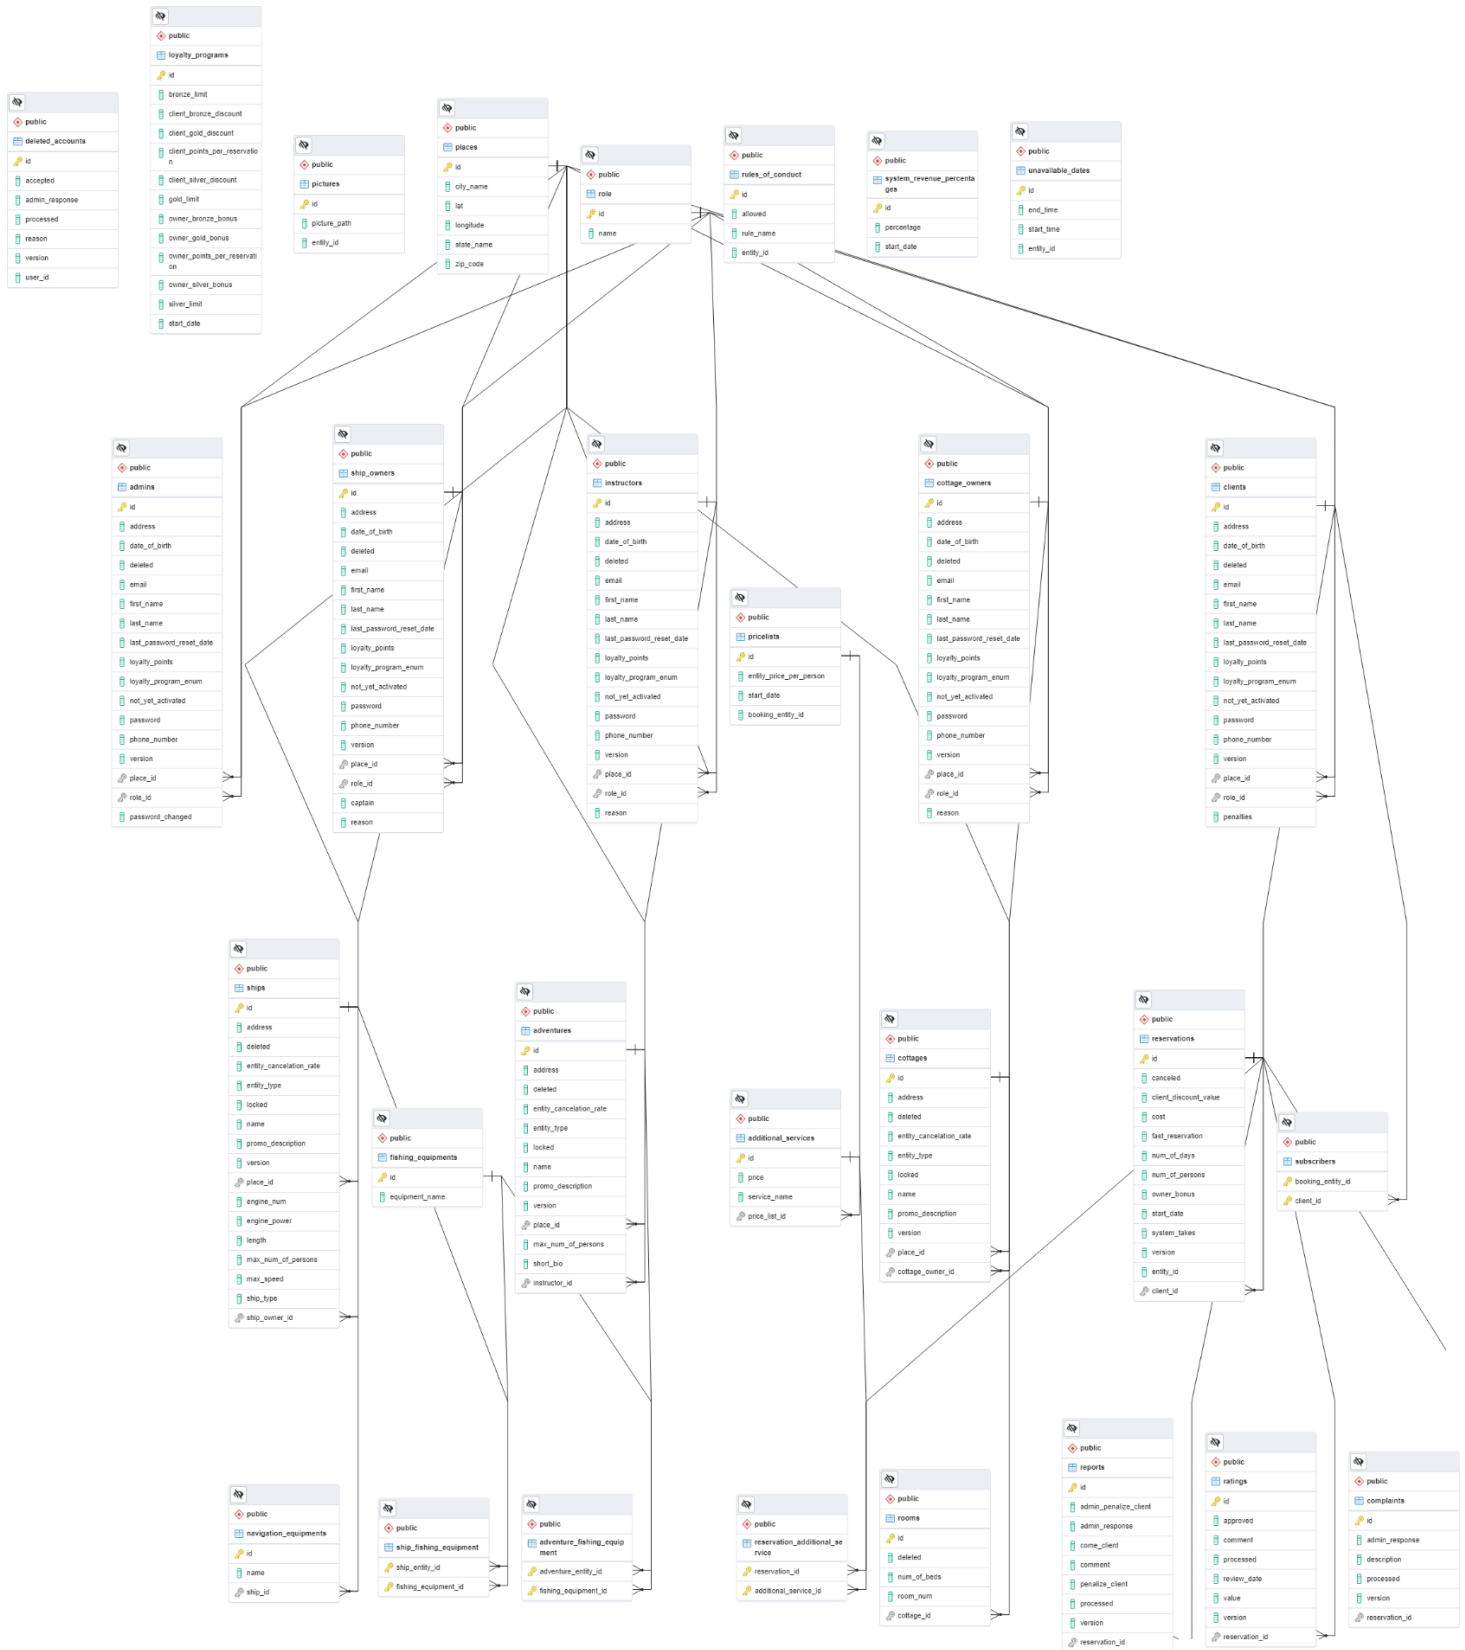 public
loyalty_programs
id
bronze_limit
client_bronze_discount
client_gold_discount
client_points_per_reservatio
n
client_silver_discount
gold_limit
owner_bronze_bonus
owner_gold_bonus
owner_points_per_reservati
on
owner_silver_bonus
silver_limit
start_date
public
deleted_accounts
id
accepted
admin_response
processed
reason
version
user_id
public
pictures
id
picture_path
entity_id
public
places
id
city_name
lat
longitude
state_name
zip_code
public
role
id
name
public
rules_of_conduct
id
allowed
rule_name
entity_id
public
system_revenue_percenta
ges
id
percentage
start_date
public
unavailable_dates
id
end_time
start_time
entity_id
public
admins
id
address
date_of_birth
deleted
email
first_name
last_name
last_password_reset_date
loyalty_points
loyalty_program_enum
not_yet_activated
password
phone_number
version
place_id
role_id
password_changed
public
ship_owners
id
address
date_of_birth
deleted
email
first_name
last_name
last_password_reset_date
loyalty_points
loyalty_program_enum
not_yet_activated
password
phone_number
version
place_id
role_id
captain
reason
public
instructors
id
address
date_of_birth
deleted
email
first_name
last_name
last_password_reset_date
loyalty_points
loyalty_program_enum
not_yet_activated
password
phone_number
version
place_id
role_id
reason
public
pricelists
id
entity_price_per_person
start_date
booking_entity_id
public
cottage_owners
id
address
date_of_birth
deleted
email
first_name
last_name
last_password_reset_date
loyalty_points
loyalty_program_enum
not_yet_activated
password
phone_number
version
place_id
role_id
reason
public
clients
id
address
date_of_birth
deleted
email
first_name
last_name
last_password_reset_date
loyalty_points
loyalty_program_enum
not_yet_activated
password
phone_number
version
place_id
role_id
penalties
public
ships
id
address
deleted
entity_cancelation_rate
entity_type
locked
name
promo_description
version
place_id
engine_num
engine_power
length
max_num_of_persons
max_speed
ship_type
ship_owner_id
public
fishing_equipments
id
equipment_name
public
adventures
id
address
deleted
entity_cancelation_rate
entity_type
locked
name
promo_description
version
place_id
max_num_of_persons
short_bio
instructor_id
public
additional_services
id
price
service_name
price_list_id
public
cottages
id
address
deleted
entity_cancelation_rate
entity_type
locked
name
promo_description
version
place_id
cottage_owner_id
public
reservations
id
canceled
client_discount_value
cost
fast_reservation
num_of_days
num_of_persons
owner_bonus
start_date
system_takes
version
entity_id
client_id
public
subscribers
booking_entity_id
client_id
public
navigation_equipments
id
name
ship_id
public
ship_fishing_equipment
ship_entity_id
fishing_equipment_id
public
adventure_fishing_equip
ment
adventure_entity_id
fishing_equipment_id
public
reservation_additional_se
rvice
reservation_id
additional_service_id
public
rooms
id
deleted
num_of_beds
room_num
cottage_id
public
reports
id
admin_penalize_client
admin_response
come_client
comment
penalize_client
processed
version
reservation_id
public
ratings
id
approved
comment
processed
review_date
value
version
reservation_id
public
complaints
id
admin_response
description
processed
version
reservation_id